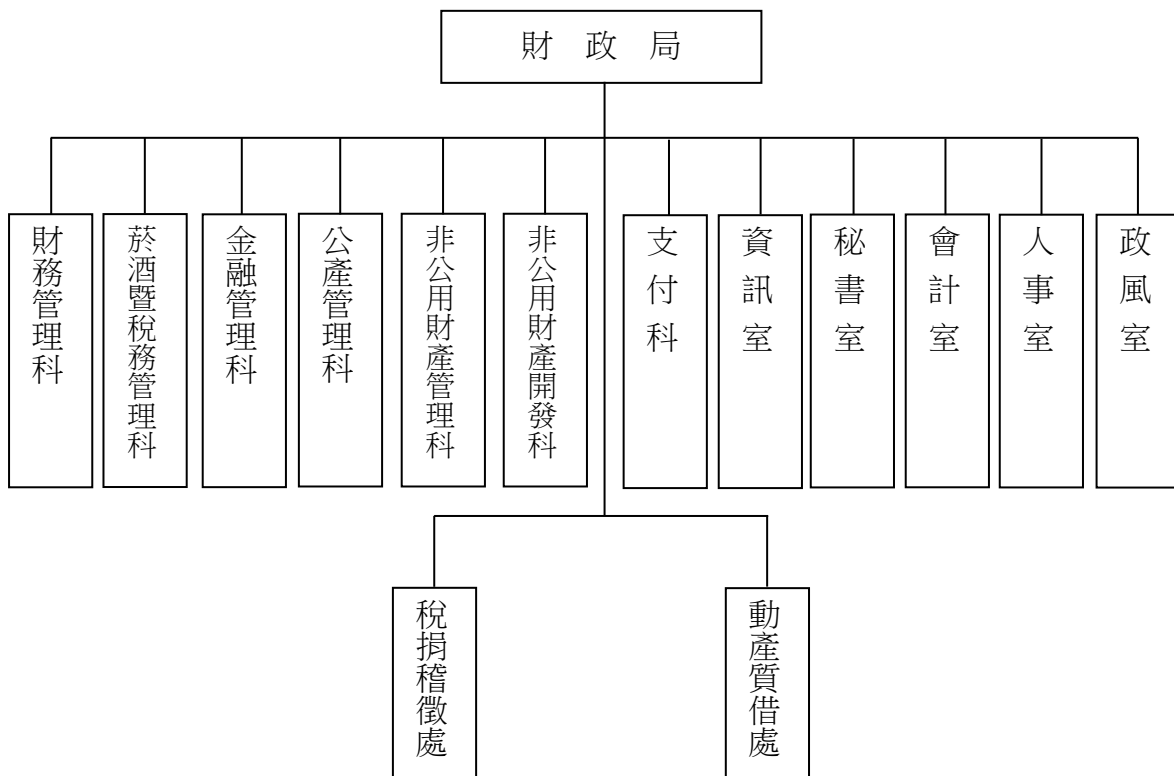 財政局
財務管理科
菸酒暨稅務管理科
金融管理科
公產管理科
非公用財產管理科
非公用財產開發科
支付科
資訊室
秘書室
會計室
人事室
政風室
稅捐稽徵處
動產質借處